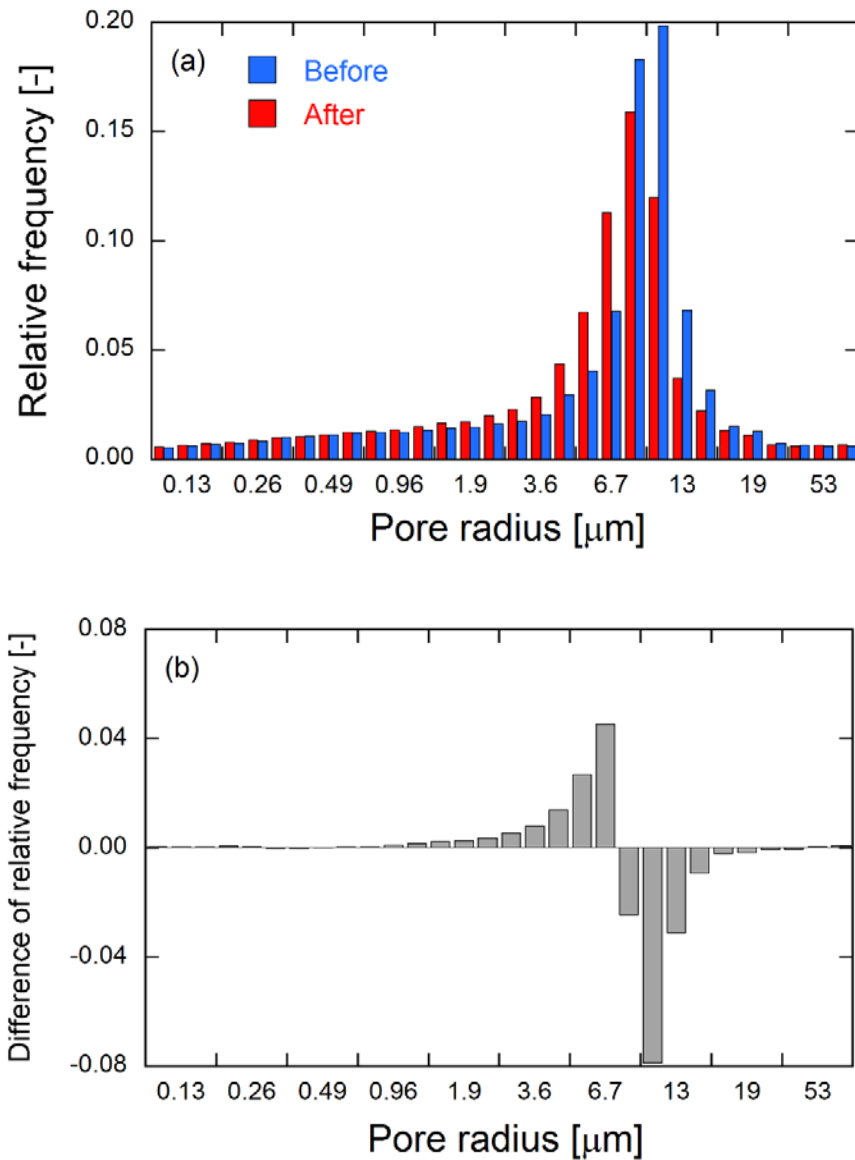 (a)
Before
After
Relative frequency [-]
0.20
0.15
0.10
0.05
0.00
0.13 0.26 0.49 0.96 1.9 3.6 6.7 13 19 53
Pore radius [μm]
(b)
Difference of relative frequency [-]
0.08
0.04
0.00
-0.04
-0.08
0.13 0.26 0.49 0.96 1.9 3.6 6.7 13 19 53
Pore radius [μm]